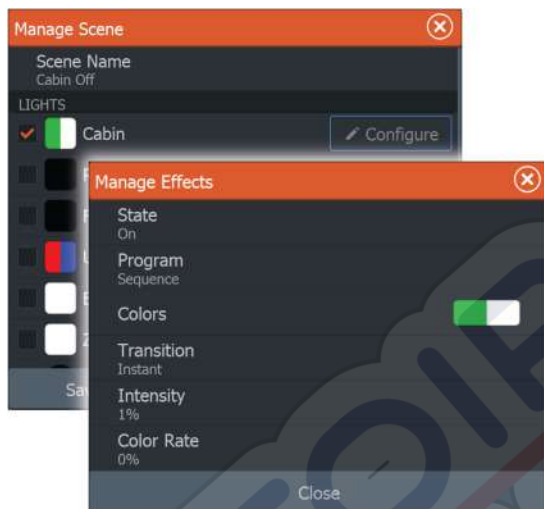 Manage Scene
Scene Name
Cabin Off
LIGHTS
Cabin
Configure
Manage Effects
State
On
Program
Sequence
Colors
Transition
Instant
Intensity
1%
Color Rate
0%
Close